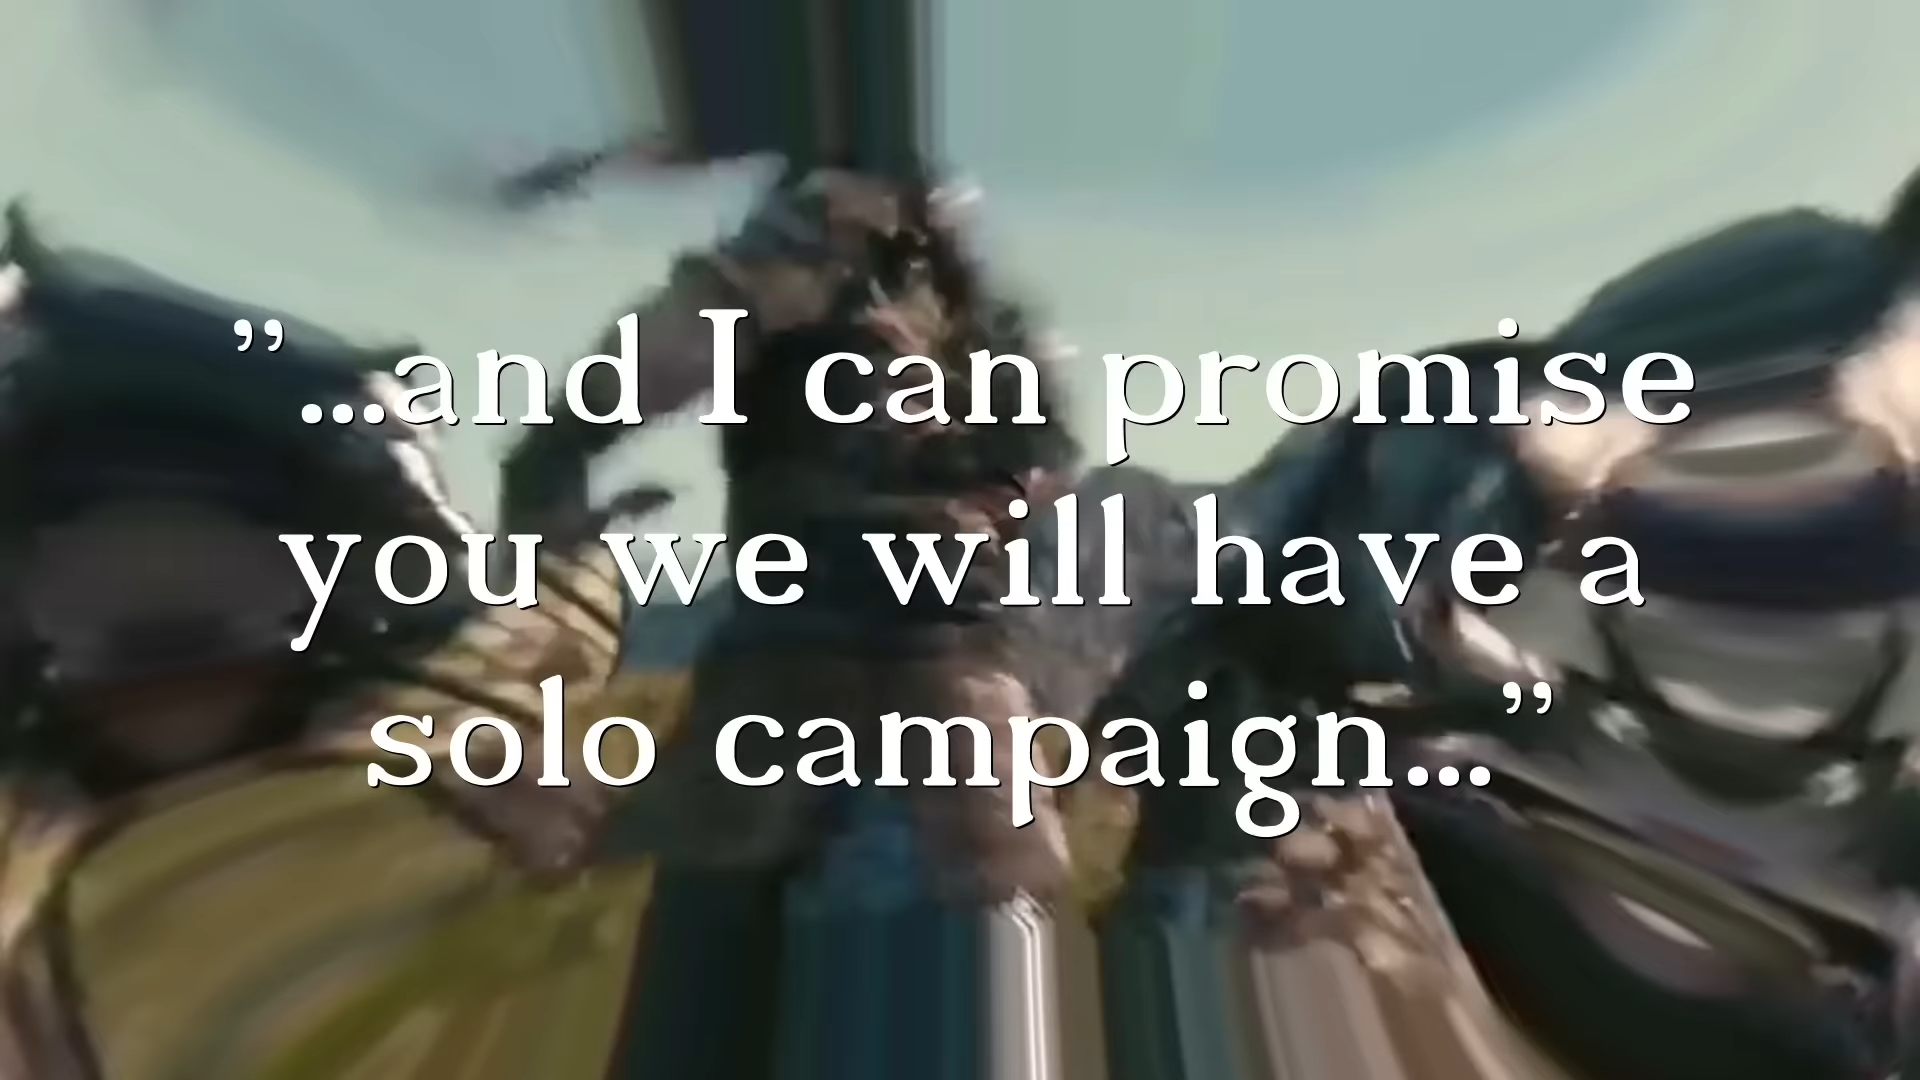 ”...and I can promise
you we will have a
solo campaign...”